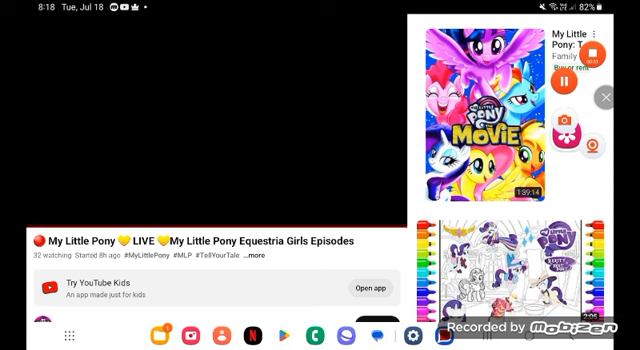 8:18 Tue, Jul 18
82%
My Little
Pony: T
Family
Buy or rent
00:31
MY LITTLE
PONY
THE
MOVIE
1:39:14
🔴 My Little Pony 💛 LIVE 💛My Little Pony Equestria Girls Episodes
32 watching Started 8h ago #MyLittlePony #MLP #TellYourTale ...more
Try YouTube Kids
An app made just for kids
Open app
My Little
PONY
2:05
Recorded by Mobizen